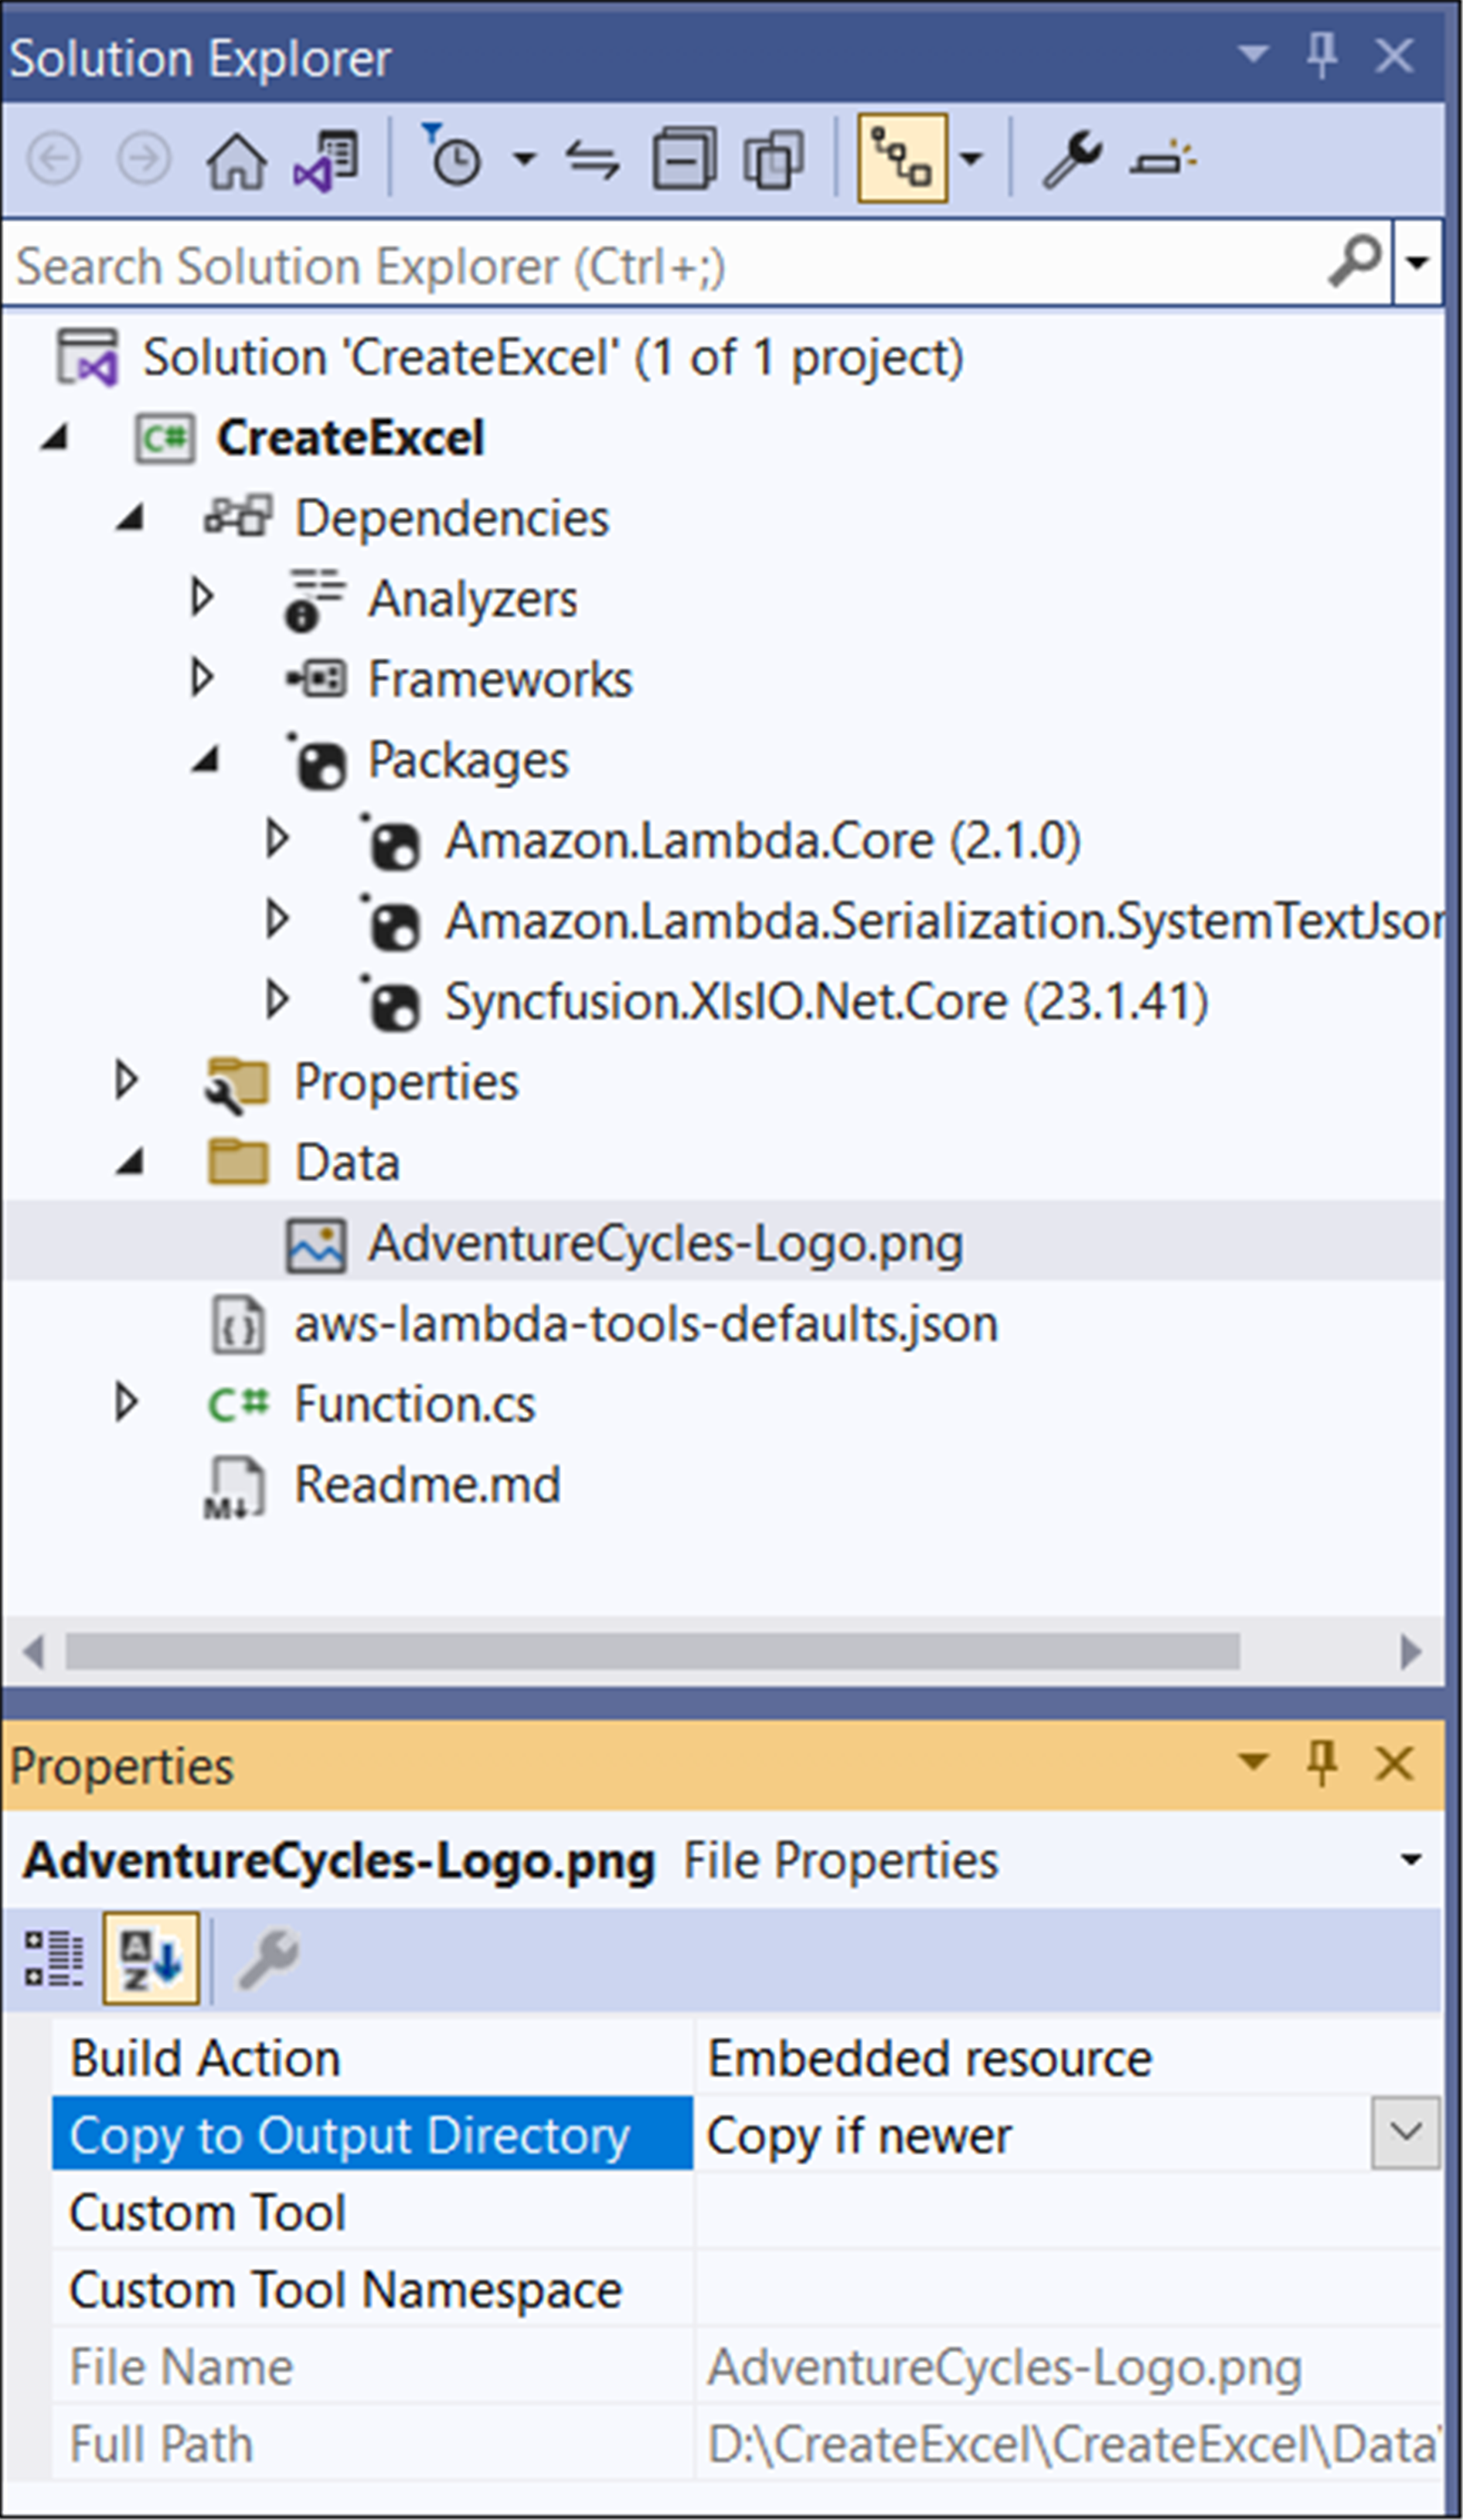 Solution Explorer
Search Solution Explorer (Ctrl+;)
Solution 'CreateExcel' (1 of 1 project)
C# CreateExcel
Dependencies
Analyzers
Frameworks
Packages
Amazon.Lambda.Core (2.1.0)
Amazon.Lambda.Serialization.SystemTextJson
Syncfusion.XlsIO.Net.Core (23.1.41)
Properties
Data
AdventureCycles-Logo.png
aws-lambda-tools-defaults.json
C# Function.cs
Readme.md
Properties
AdventureCycles-Logo.png File Properties
Build Action Embedded resource
Copy to Output Directory Copy if newer
Custom Tool
Custom Tool Namespace
File Name AdventureCycles-Logo.png
Full Path D:\CreateExcel\CreateExcel\Data\